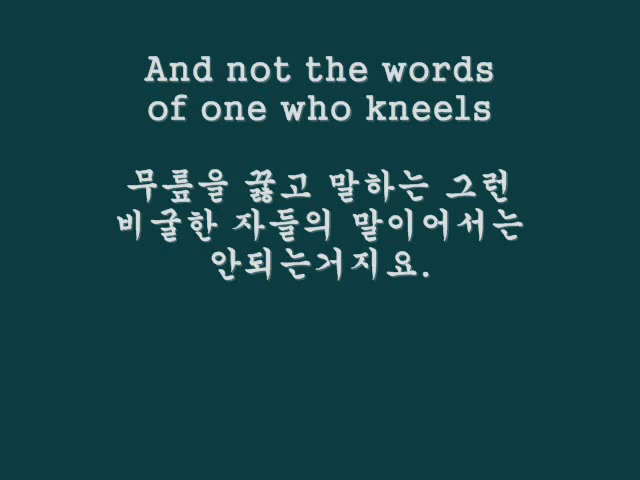 And not the words
of one who kneels
무릎을 꿇고 말하는 그런
비굴한 자들의 말이어서는
안되는거지요.